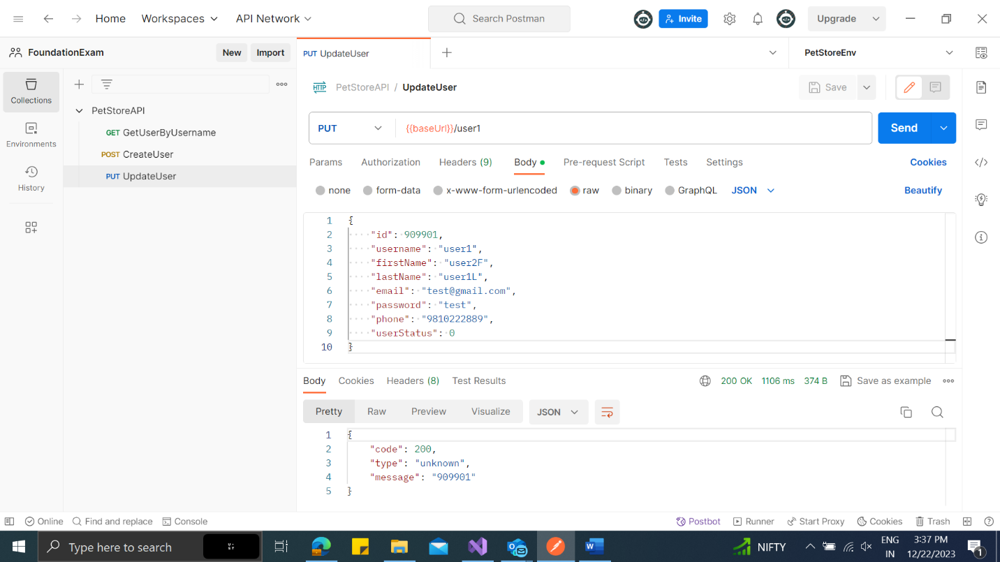 Home Workspaces API Network Search Postman Invite Upgrade
FoundationExam New Import PUT UpdateUser PetStoreEnv
Collections
Environments
History
PetStoreAPI
GET GetUserByUsername
POST CreateUser
PUT UpdateUser
HTTP PetStoreAPI / UpdateUser Save
PUT {{baseUrl}}/user1 Send
Params Authorization Headers (9) Body Pre-request Script Tests Settings Cookies
none form-data x-www-form-urlencoded raw binary GraphQL JSON Beautify
1 {
2 "id": 909901,
3 "username": "user1",
4 "firstName": "user2F",
5 "lastName": "user1L",
6 "email": "test@gmail.com",
7 "password": "test",
8 "phone": "9810222889",
9 "userStatus": 0
10 }
Body Cookies Headers (8) Test Results 200 OK 1106 ms 374 B Save as example
Pretty Raw Preview Visualize JSON
1 {
2 "code": 200,
3 "type": "unknown",
4 "message": "909901"
5 }
Online Find and replace Console Postbot Runner Start Proxy Cookies Trash
Type here to search NIFTY ENG IN 3:37 PM 12/22/2023 1